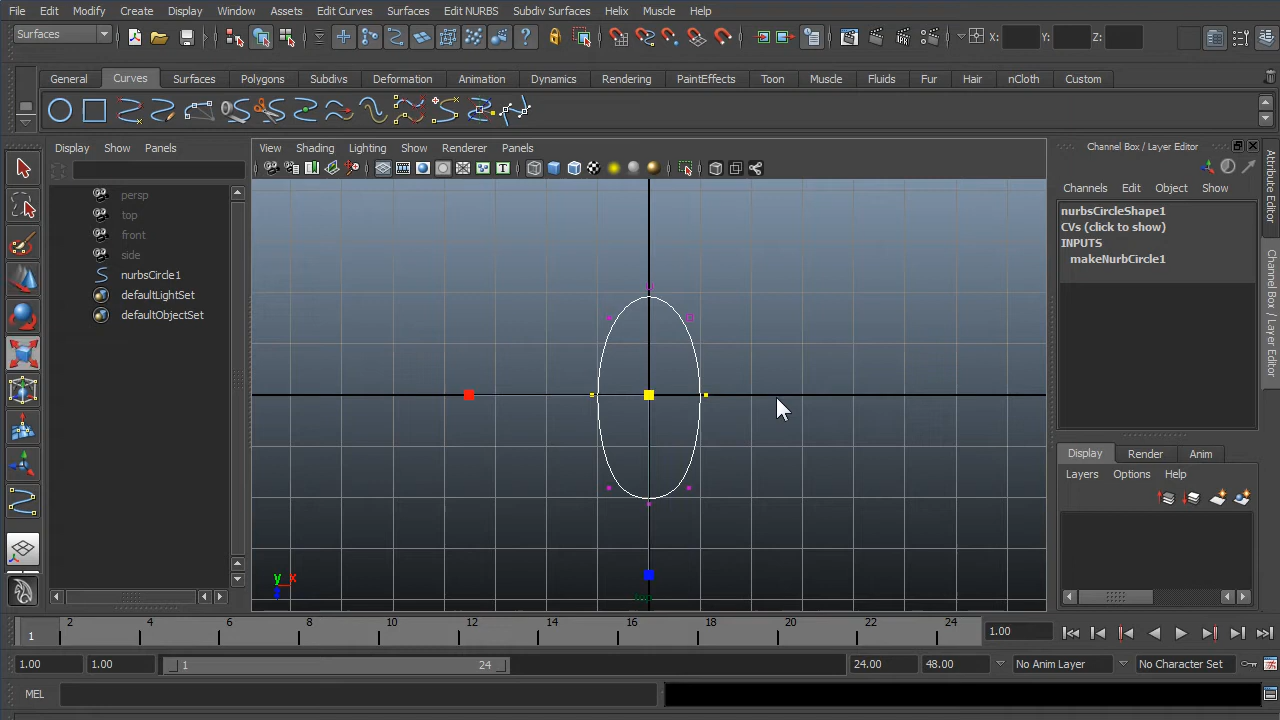 File Edit Modify Create Display Window Assets Edit Curves Surfaces Edit NURBS Subdiv Surfaces Helix Muscle Help
Surfaces X: Y: Z:
General Curves Surfaces Polygons Subdivs Deformation Animation Dynamics Rendering PaintEffects Toon Muscle Fluids Fur Hair nCloth Custom
Display Show Panels
View Shading Lighting Show Renderer Panels
Channel Box / Layer Editor
Channels Edit Object Show
persp
top
front
side
nurbsCircle1
defaultLightSet
defaultObjectSet
nurbsCircleShape1
CVs (click to show)
INPUTS
makeNurbCircle1
Attribute Editor
Channel Box / Layer Editor
Display Render Anim
Layers Options Help
y x
z
1 2 4 6 8 10 12 14 16 18 20 22 24 1.00
1.00 1.00 1 24 24.00 48.00 No Anim Layer No Character Set
MEL